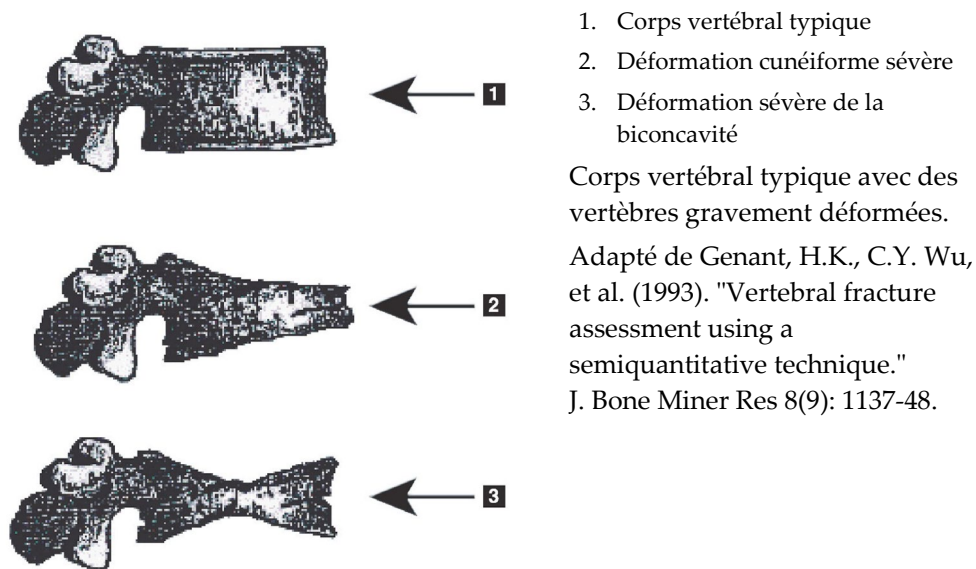 1
2
3
1. Corps vertébral typique
2. Déformation cunéiforme sévère
3. Déformation sévère de la
biconcavité
Corps vertébral typique avec des
vertèbres gravement déformées.
Adapté de Genant, H.K., C.Y. Wu,
et al. (1993). "Vertebral fracture
assessment using a
semiquantitative technique."
J. Bone Miner Res 8(9): 1137-48.